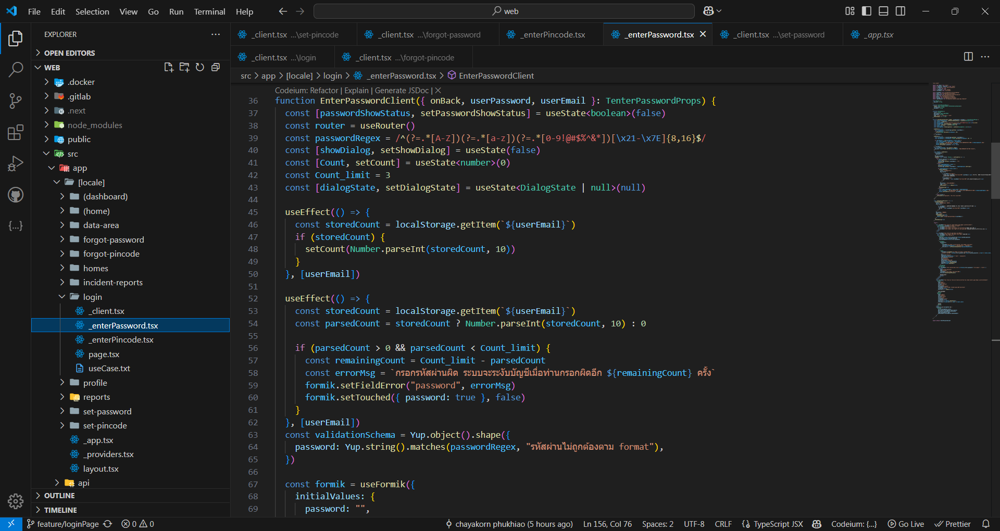 File Edit Selection View Go Run Terminal Help
web
EXPLORER
OPEN EDITORS
WEB
.docker
.gitlab
.next
node_modules
public
src
app
[locale]
(dashboard)
(home)
data-area
forgot-password
forgot-pincode
homes
incident-reports
login
_client.tsx
_enterPassword.tsx
_enterPincode.tsx
page.tsx
useCase.txt
profile
reports
set-password
set-pincode
_app.tsx
_providers.tsx
layout.tsx
api
OUTLINE
TIMELINE
_client.tsx ...\set-pincode
_client.tsx ...\forgot-password
_enterPincode.tsx
_enterPassword.tsx
_client.tsx ...\set-password
_app.tsx
_client.tsx ...\login
_client.tsx ...\forgot-pincode
src > app > [locale] > login > _enterPassword.tsx > EnterPasswordClient
Codeium: Refactor | Explain | Generate JSDoc | X
36 function EnterPasswordClient({ onBack, userPassword, userEmail }: TenterPasswordProps) {
37 const [passwordShowStatus, setPasswordShowStatus] = useState<boolean>(false)
38 const router = useRouter()
39 const passwordRegex = /^(?=.*[A-Z])(?=.*[a-z])(?=.*[0-9!@#$%^&*])[\x21-\x7E]{8,16}$/
40 const [showDialog, setShowDialog] = useState(false)
41 const [Count, setCount] = useState<number>(0)
42 const Count_limit = 3
43 const [dialogState, setDialogState] = useState<DialogState | null>(null)
44
45 useEffect(() => {
46 const storedCount = localStorage.getItem(`${userEmail}`)
47 if (storedCount) {
48 setCount(Number.parseInt(storedCount, 10))
49 }
50 }, [userEmail])
51
52 useEffect(() => {
53 const storedCount = localStorage.getItem(`${userEmail}`)
54 const parsedCount = storedCount ? Number.parseInt(storedCount, 10) : 0
55
56 if (parsedCount > 0 && parsedCount < Count_limit) {
57 const remainingCount = Count_limit - parsedCount
58 const errorMsg = `กรอกรหัสผ่านผิด ระบบจะระงับบัญชีเมื่อท่านกรอกผิดอีก ${remainingCount} ครั้ง`
59 formik.setFieldError("password", errorMsg)
60 formik.setTouched({ password: true }, false)
61 }
62 }, [userEmail])
63 const validationSchema = Yup.object().shape({
64 password: Yup.string().matches(passwordRegex, "รหัสผ่านไม่ถูกต้องตาม format"),
65 })
66
67 const formik = useFormik({
68 initialValues: {
69 password: "",
feature/loginPage 0 0 chayakorn phukhiao (5 hours ago) Ln 156, Col 76 Spaces: 2 UTF-8 CRLF TypeScript JSX Codeium: {...} Go Live Prettier